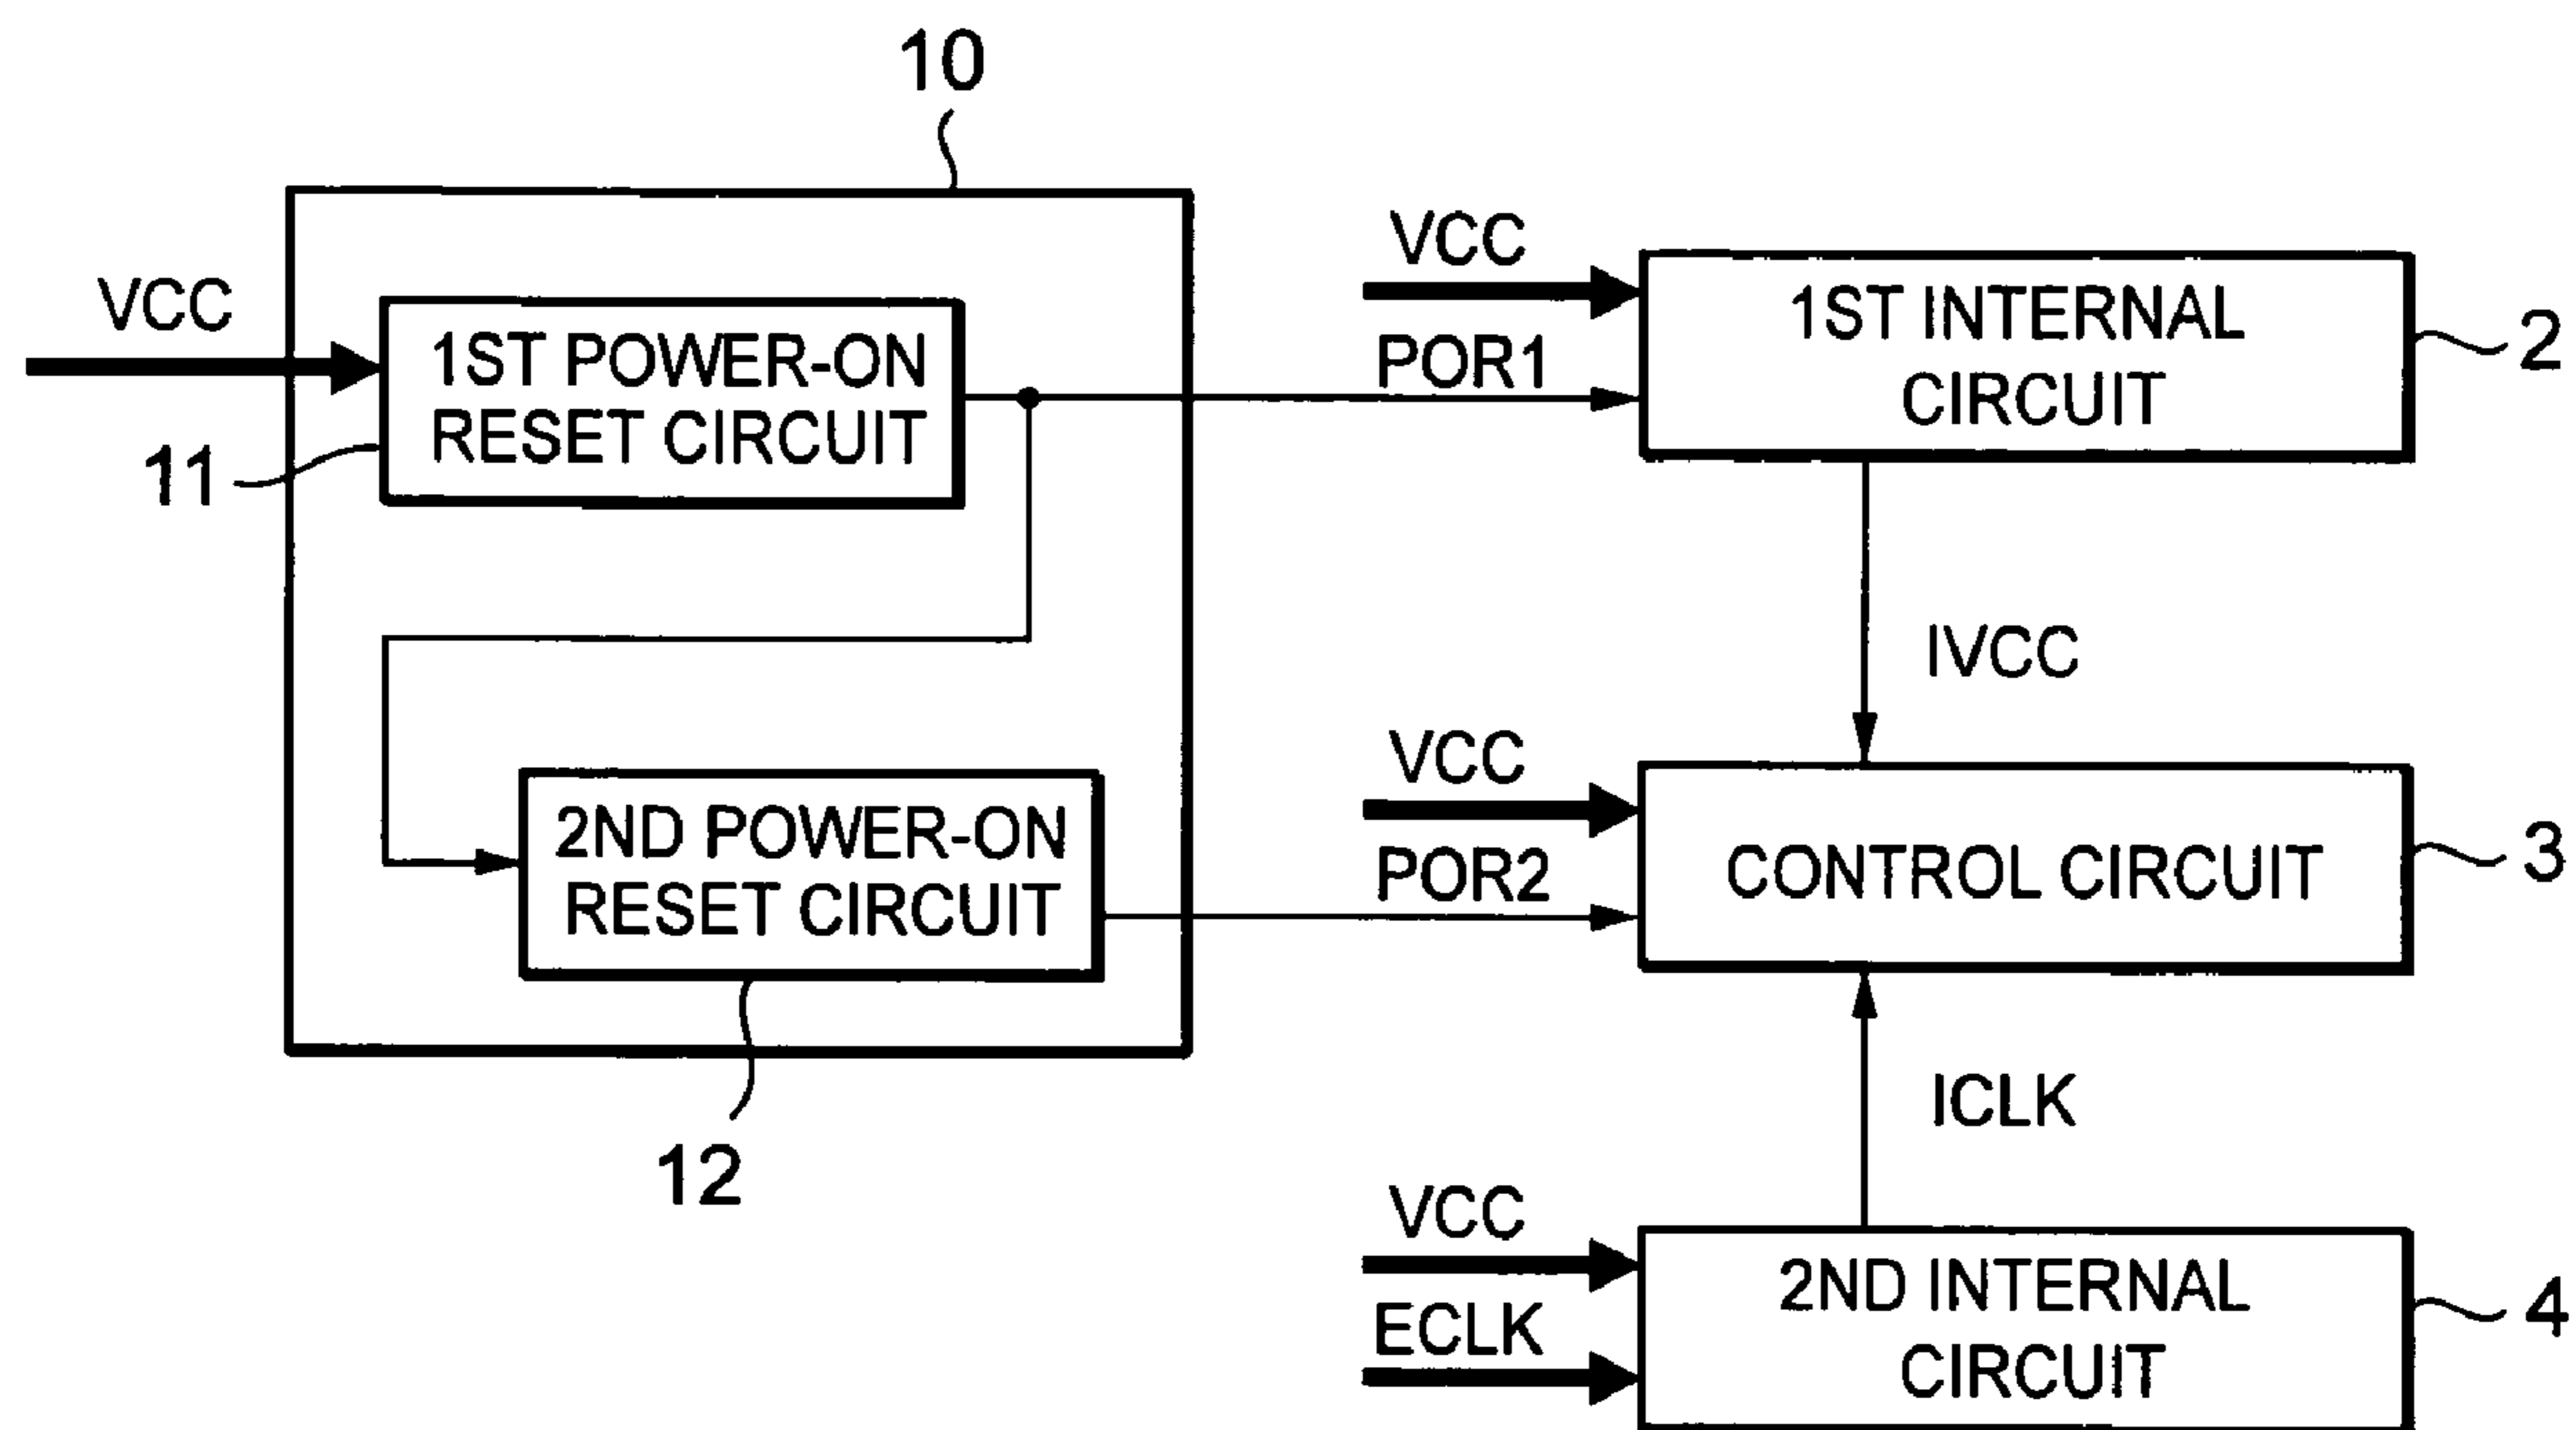 10
VCC
1ST POWER-ON
RESET CIRCUIT
11
2ND POWER-ON
RESET CIRCUIT
12
VCC
POR1
1ST INTERNAL
CIRCUIT
2
IVCC
VCC
POR2
CONTROL CIRCUIT
3
ICLK
VCC
ECLK
2ND INTERNAL
CIRCUIT
4